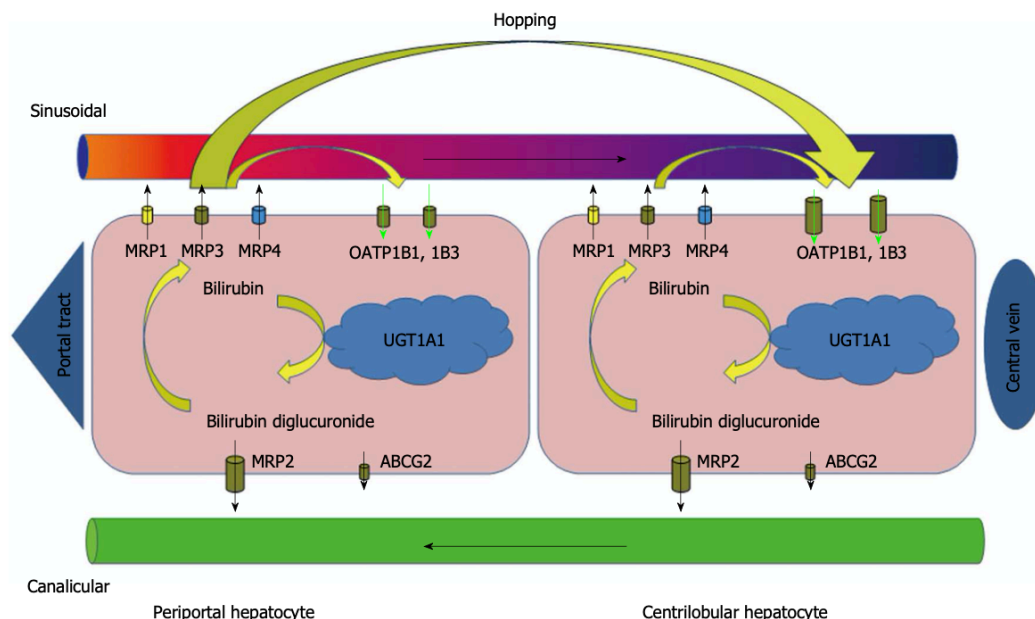 Hopping
Sinusoidal
MRP1 MRP3 MRP4 OATP1B1, 1B3
MRP1 MRP3 MRP4 OATP1B1, 1B3
Bilirubin
Bilirubin
UGT1A1
UGT1A1
Portal tract
Central vein
Bilirubin diglucuronide
Bilirubin diglucuronide
MRP2 ABCG2
MRP2 ABCG2
Canalicular
Periportal hepatocyte
Centrilobular hepatocyte